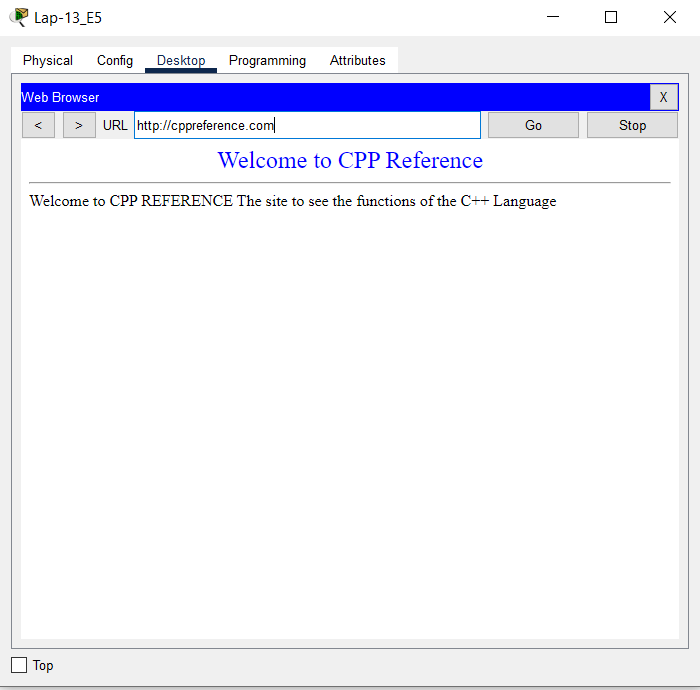 Lap-13_E5
Physical Config Desktop Programming Attributes
Web Browser X
< > URL http://cppreference.com Go Stop
Welcome to CPP Reference
Welcome to CPP REFERENCE The site to see the functions of the C++ Language
Top